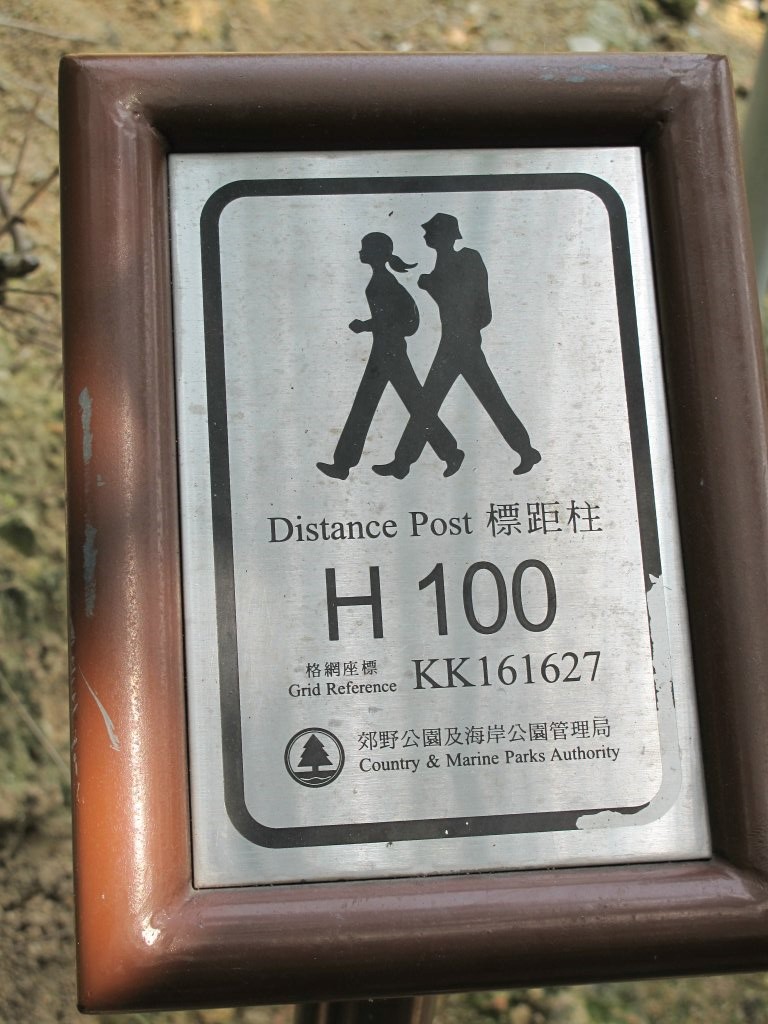 Distance Post 標距柱
H 100
格網座標
Grid Reference KK161627
郊野公園及海岸公園管理局
Country & Marine Parks Authority